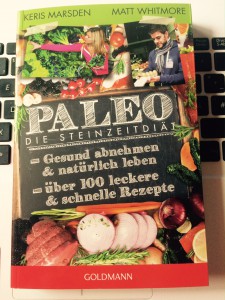 KERIS MARSDEN MATT WHITMORE
PALEO
DIE STEINZEITDIÄT
– Gesund abnehmen
& natürlich leben
– über 100 leckere
& schnelle Rezepte
GOLDMANN